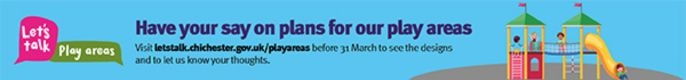 Let's
talk
Play areas
Have your say on plans for our play areas
Visit letstalk.chichester.gov.uk/playareas before 31 March to see the designs
and to let us know your thoughts.